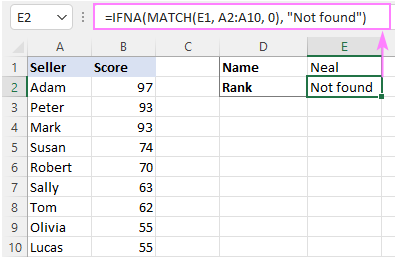 E2 =IFNA(MATCH(E1, A2:A10, 0), "Not found")
A B C D E
1 Seller Score Name Neal
2 Adam 97 Rank Not found
3 Peter 93
4 Mark 93
5 Susan 74
6 Robert 70
7 Sally 63
8 Tom 62
9 Olivia 55
10 Lucas 55